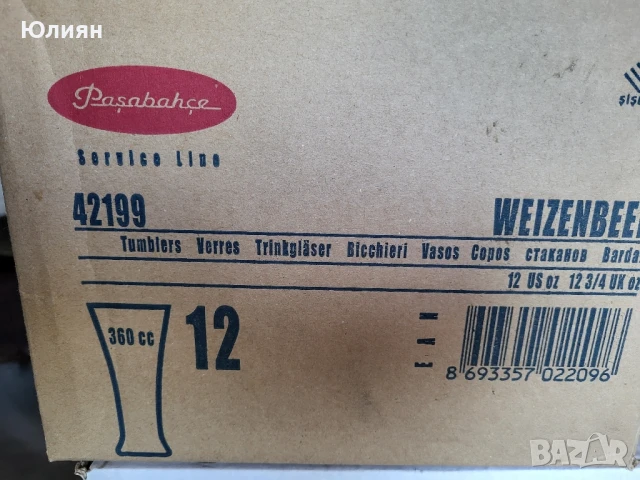 Юлиян
Paşabahçe
Service Line
42199
WEIZENBEE
Tumblers Verres Trinkgläser Bicchieri Vasos Copos стаканов Barda
12 US oz 12 3/4 UK oz
360 cc
12
EAN
8 693357 022096
BAZAR
bg